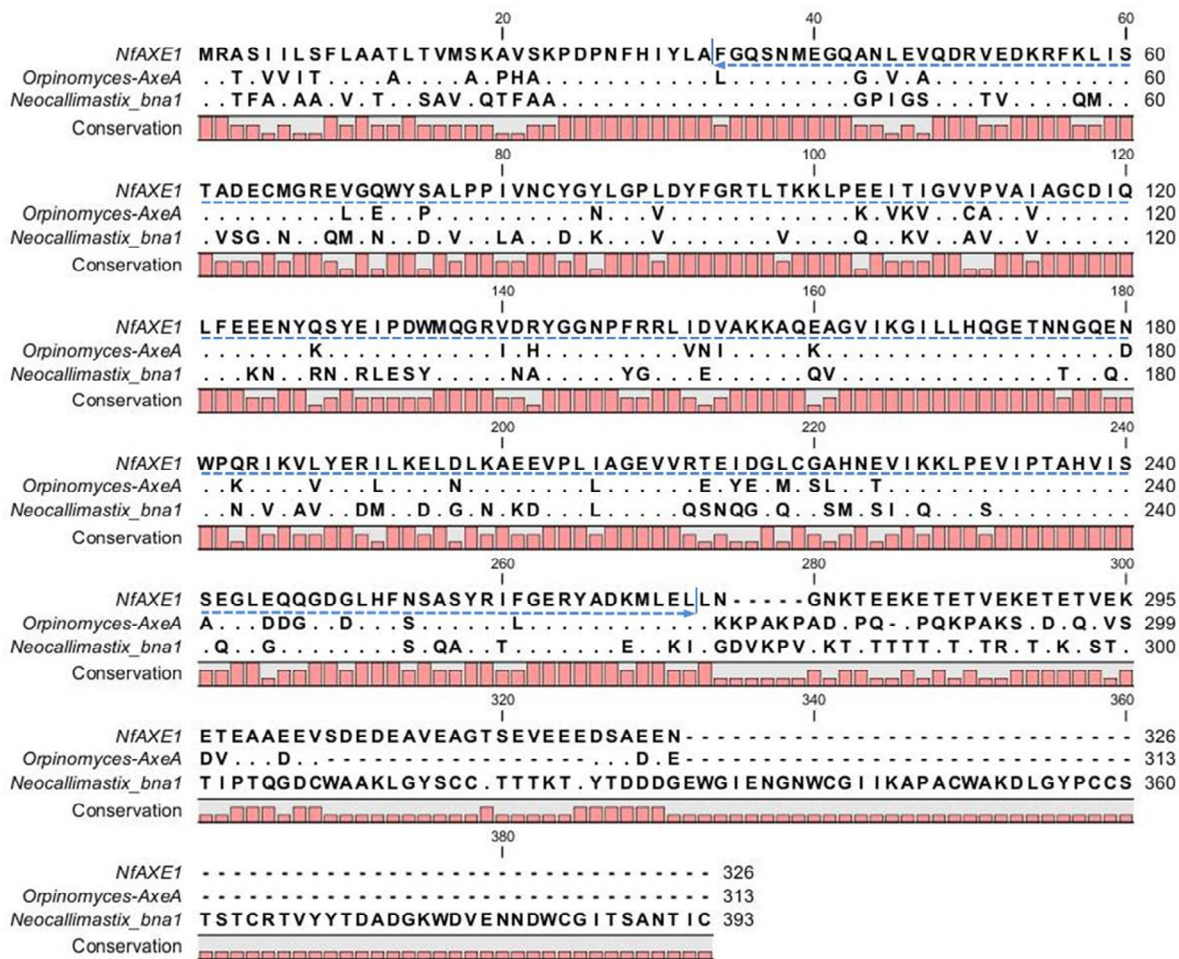 20 40 60
NfAXE1 MRASIILSFLAATLTVMSKAVSKPDPNFHIYLAFGQSNMEGQANLEVQDRVEDKRFKLIS 60
Orpinomyces-AxeA ..T.VVIT....A....A.PHA...........L........G.V.A............. 60
Neocallimastix_bna1 ..TFA.AA.V.T..SAV.QTFAA...................GPIGS...TV....QM.. 60
Conservation
80 100 120
NfAXE1 TADECMGREVGQWYSALPPIVNCYGYLGPLDYFGRTLTKKLPEEITIGVVPVAIAGCDIQ 120
Orpinomyces-AxeA .........L.E..P..........N...V............K.VKV..CA..V...... 120
Neocallimastix_bna1 .VSG.N..QM.N..D.V..LA..D.K...V.......V....Q..KV..AV..V...... 120
Conservation
140 160 180
NfAXE1 LFEEENYQSYEIPDWMQGRVDRYGGNPFRRLIDVAKKAQEAGVIKGILLHQGETNNGQEN 180
Orpinomyces-AxeA .......K...........I.H.........VNI.....K...................D 180
Neocallimastix_bna1 ...KN..RN.RLESY.....NA.....YG...E......QV..............T..Q. 180
Conservation
200 220 240
NfAXE1 WPQRIKVLYERILKELDLKAEEVPLIAGEVVRTEIDGLCGAHNEVIKKLPEVIPTAHVIS 240
Orpinomyces-AxeA ..K....V...L....N........L......E.YE.M.SL..T................ 240
Neocallimastix_bna1 ..N.V.AV..DM..D.G.N.KD...L.....QSNQG.Q..SM.SI.Q...S......... 240
Conservation
260 280 300
NfAXE1 SEGLEQQGDGLHFNSASYRIFGERYADKMLELLN-----GNKTEEKETETVEKETETVEK 295
Orpinomyces-AxeA A...DDG..D...S......L............KKPAKPAD.PQ-.PQKPAKS.D.Q.VS 299
Neocallimastix_bna1 .Q..G........S.QA..T.......E..KI.GDVKPV.KT.TTTT.T.TR.T.K.ST. 300
Conservation
320 340 360
NfAXE1 ETEAAEEVSDEDEAVEAGTSEVEEEDSAEEN----------------------------- 326
Orpinomyces-AxeA DV...D----------------------D.E----------------------------- 313
Neocallimastix_bna1 TIPTQGDCWAAKLGYSCC.TTTKT.YTDDDGEWGIENGNWCGIIKAPACWAKDLGYPCCS 360
Conservation
380
NfAXE1 --------------------------------- 326
Orpinomyces-AxeA --------------------------------- 313
Neocallimastix_bna1 TSTCRTVYYTDADGKWDVENNDWCGITSANTIC 393
Conservation